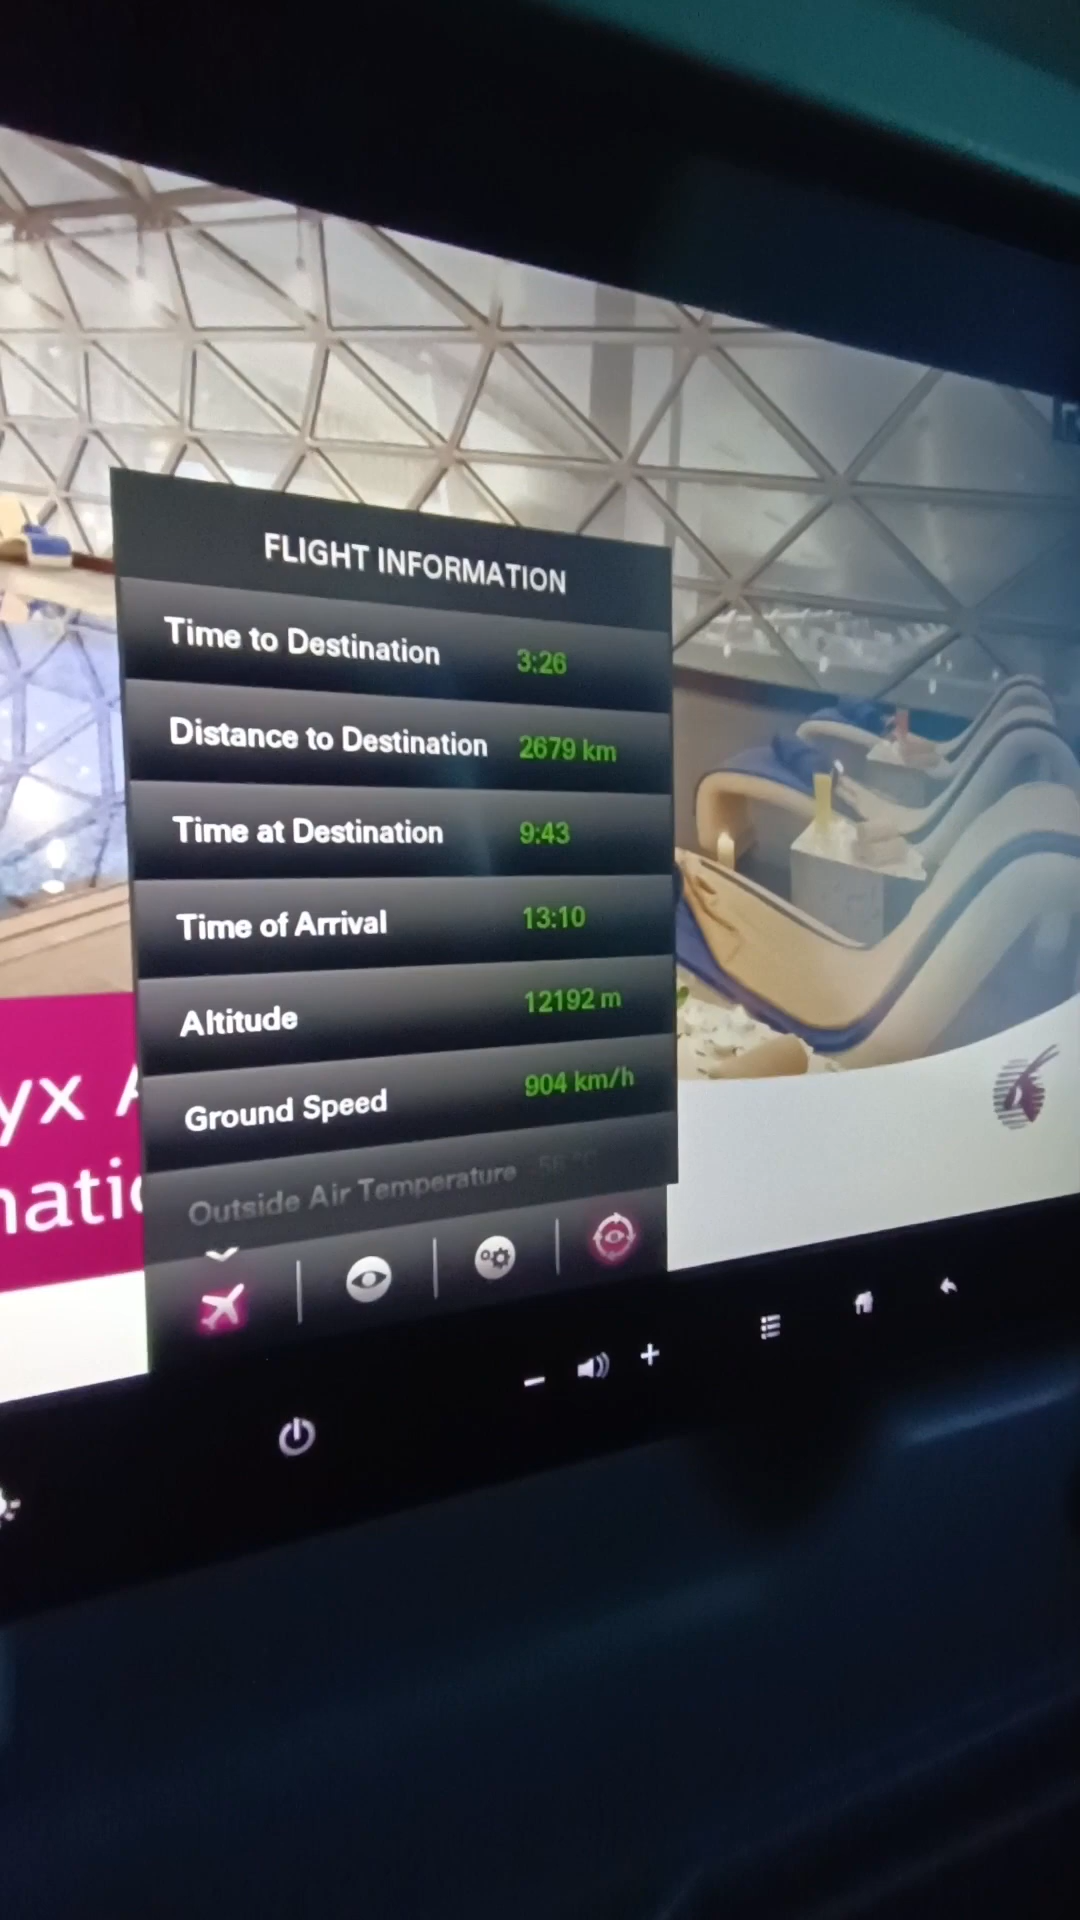 FLIGHT INFORMATION
Time to Destination 3:26
Distance to Destination 2679 km
Time at Destination 9:43
Time of Arrival 13:10
Altitude 12192 m
Ground Speed 904 km/h
Outside Air Temperature
yx A
natio